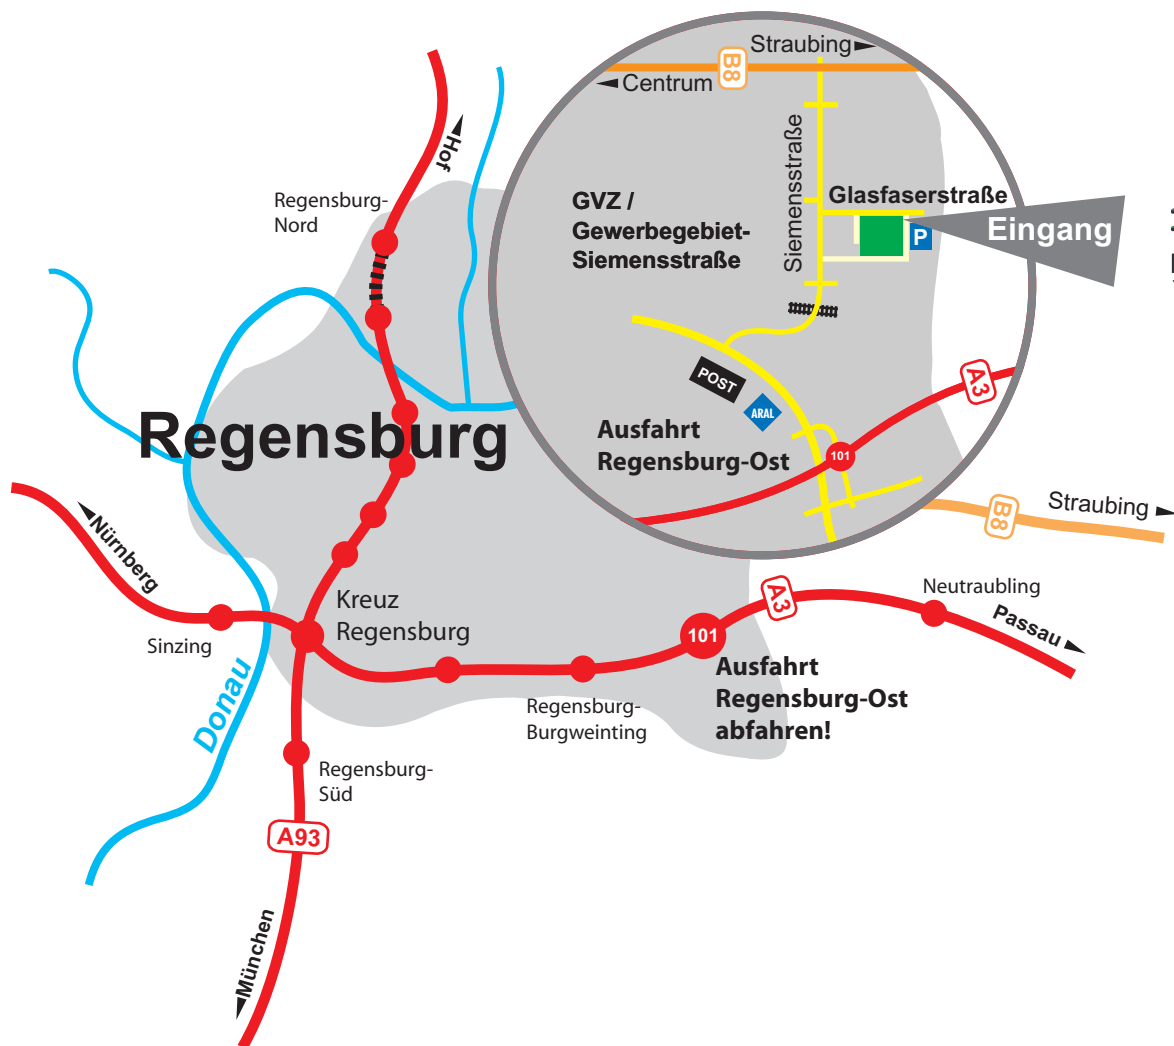 Straubing
B8
Centrum
Hof
Siemensstraße
Regensburg-
Nord
GVZ /
Gewerbegebiet-
Siemensstraße
Glasfaserstraße
P
Eingang
POST
ARAL
A3
Regensburg
Ausfahrt
Regensburg-Ost
101
B8
Straubing
Nürnberg
Kreuz
Regensburg
Sinzing
A3
Neutraubling
Passau
101
Ausfahrt
Regensburg-Ost
abfahren!
Donau
Regensburg-
Burgweinting
Regensburg-
Süd
A93
München